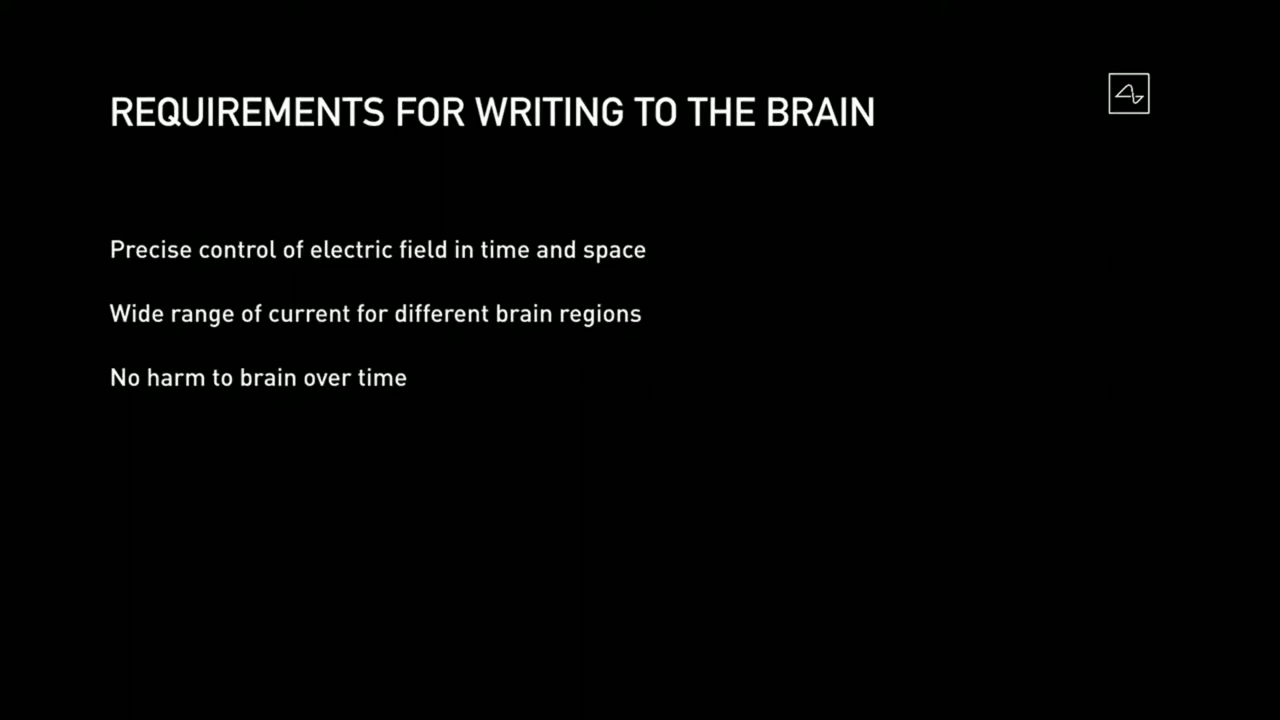 REQUIREMENTS FOR WRITING TO THE BRAIN
Precise control of electric field in time and space
Wide range of current for different brain regions
No harm to brain over time